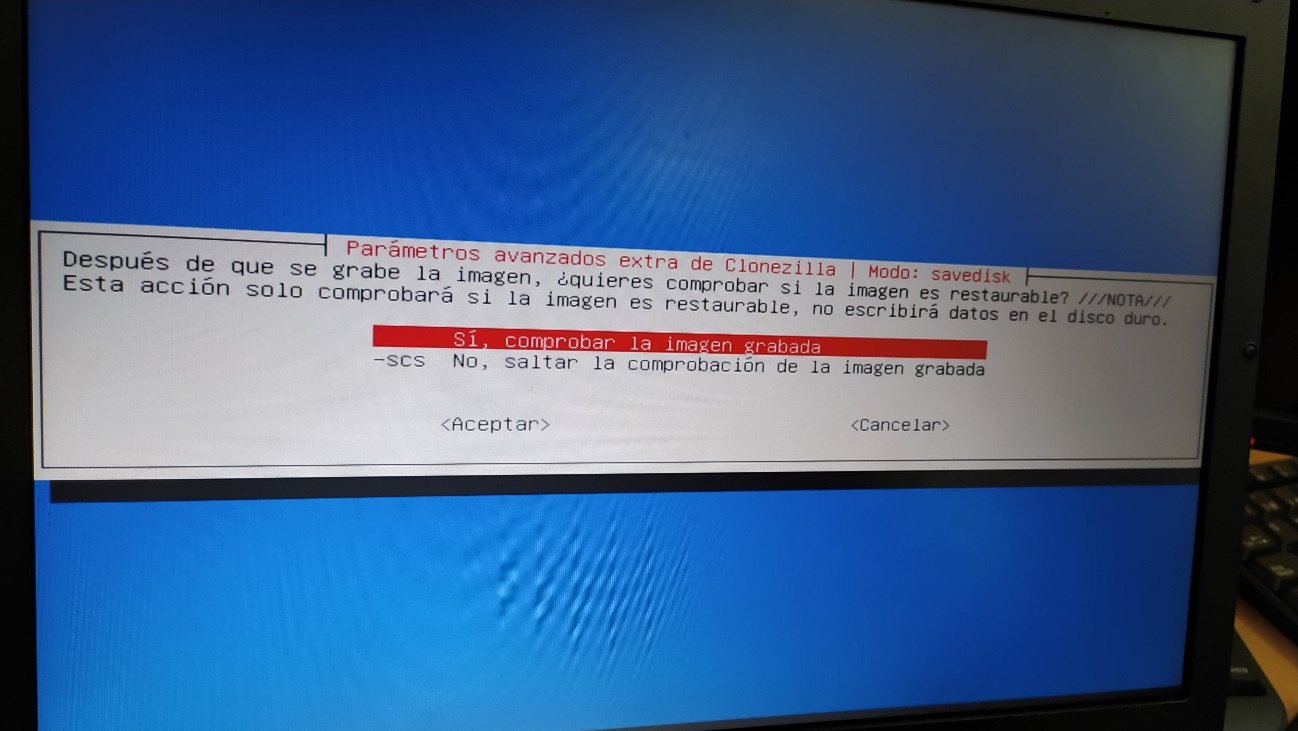 Parámetros avanzados extra de Clonezilla | Modo: savedisk
Después de que se grabe la imagen, ¿quieres comprobar si la imagen es restaurable? ///NOTA///
Esta acción solo comprobará si la imagen es restaurable, no escribirá datos en el disco duro.
Sí, comprobar la imagen grabada
-scs No, saltar la comprobación de la imagen grabada
<Aceptar> <Cancelar>